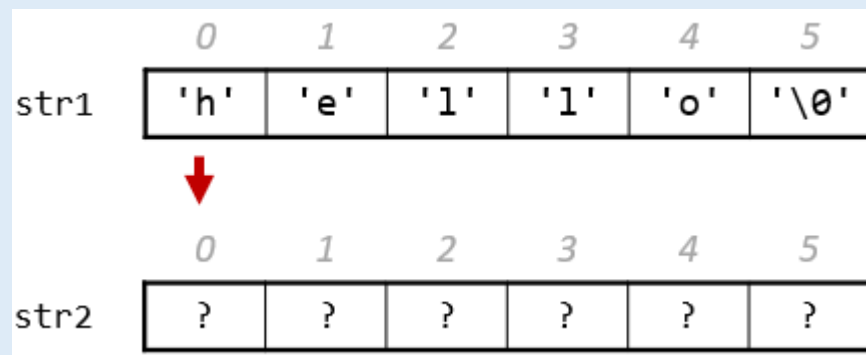 0 1 2 3 4 5
str1 'h' 'e' 'l' 'l' 'o' '\0'
0 1 2 3 4 5
str2 ? ? ? ? ? ?